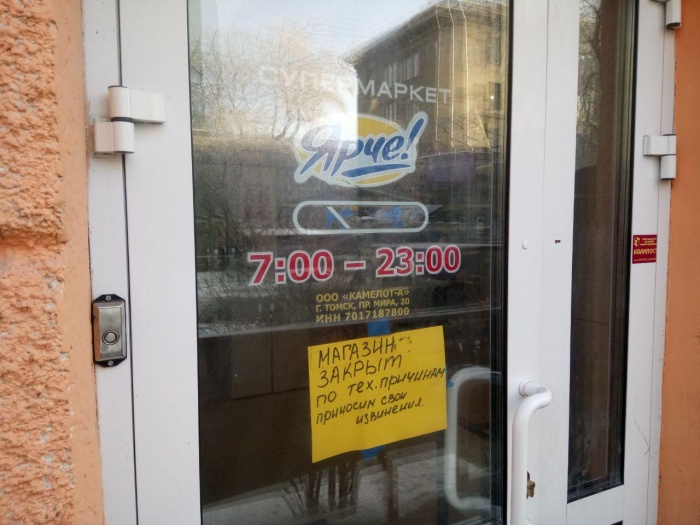 СУПЕРМАРКЕТ
Ярче!
7:00 – 23:00
ООО «КАМЕЛОТ-А»
Г. ТОМСК, ПР. МИРА, 20
ИНН 7017187800
МАГАЗИН
ЗАКРЫТ
ПО ТЕХ. ПРИЧИНАМ
ПРИНОСИМ СВОИ
ИЗВИНЕНИЯ.